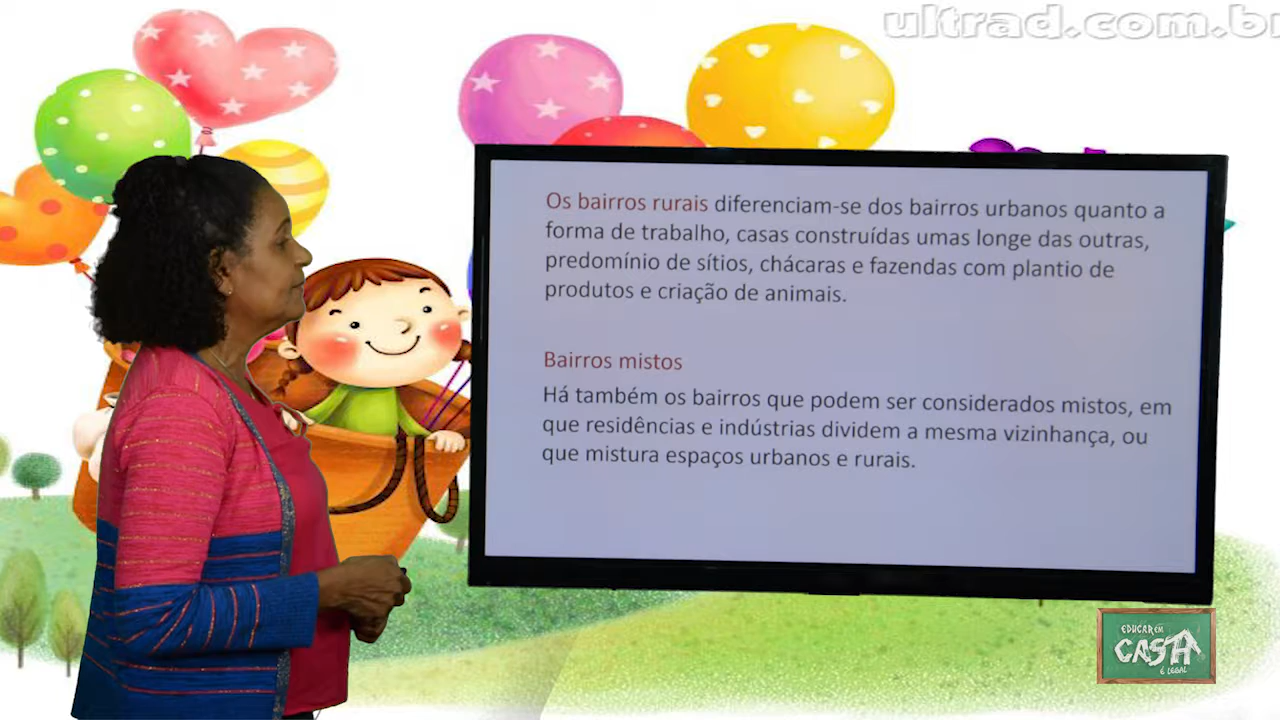 ultrad.com.br
Os bairros rurais diferenciam-se dos bairros urbanos quanto a
forma de trabalho, casas construídas umas longe das outras,
predomínio de sítios, chácaras e fazendas com plantio de
produtos e criação de animais.
Bairros mistos
Há também os bairros que podem ser considerados mistos, em
que residências e indústrias dividem a mesma vizinhança, ou
que mistura espaços urbanos e rurais.
EDUCAR EM
CASA
É LEGAL